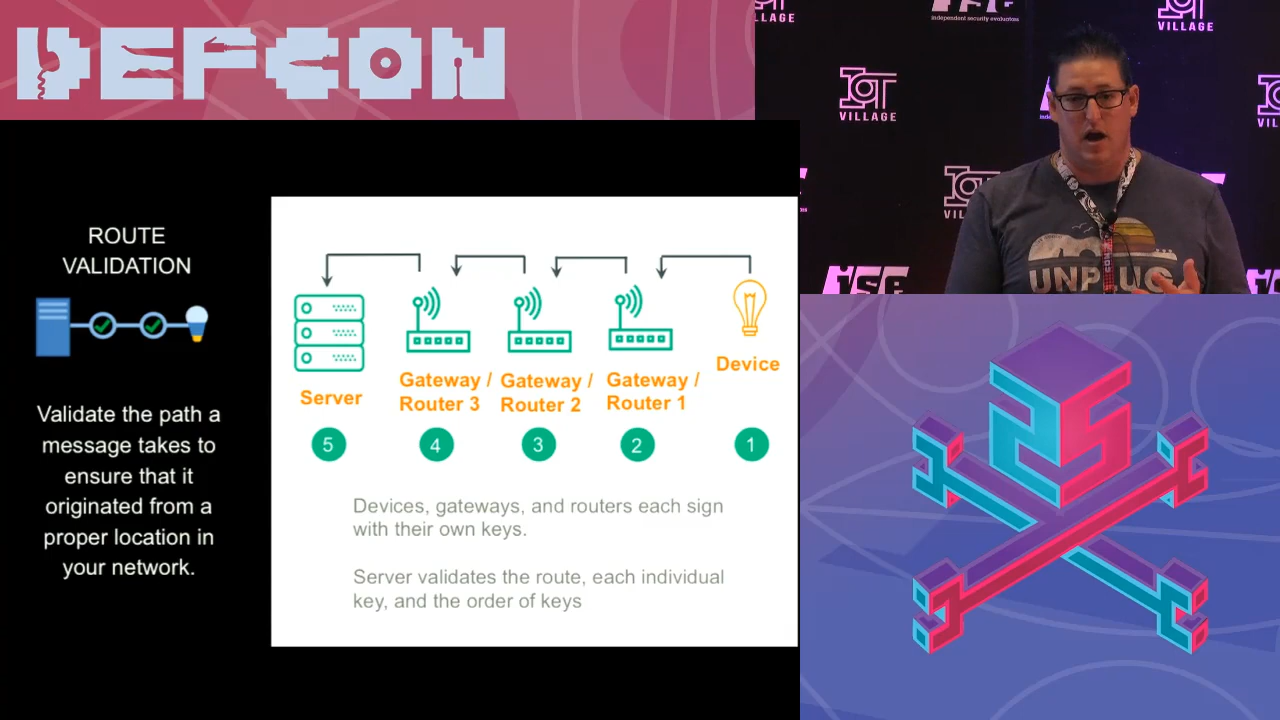 DEFCON
ROUTE
VALIDATION
Validate the path a
message takes to
ensure that it
originated from a
proper location in
your network.
Server
Gateway /
Router 3
Gateway /
Router 2
Gateway /
Router 1
Device
5
4
3
2
1
Devices, gateways, and routers each sign
with their own keys.
Server validates the route, each individual
key, and the order of keys
independent security evaluators
VILLAGE
IOT
VILLAGE
IOT
VILLAGE
IOT
ISE
UNPLUG